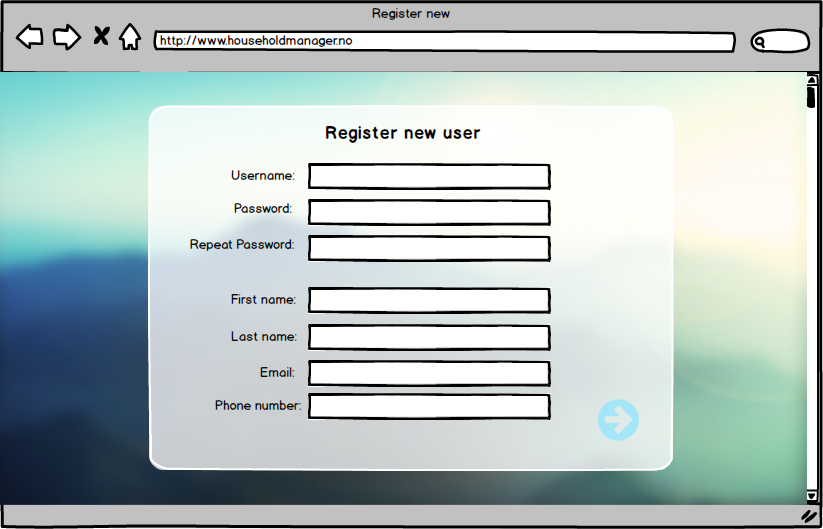 Register new
http://www.householdmanager.no
Register new user
Username:
Password:
Repeat Password:
First name:
Last name:
Email:
Phone number: